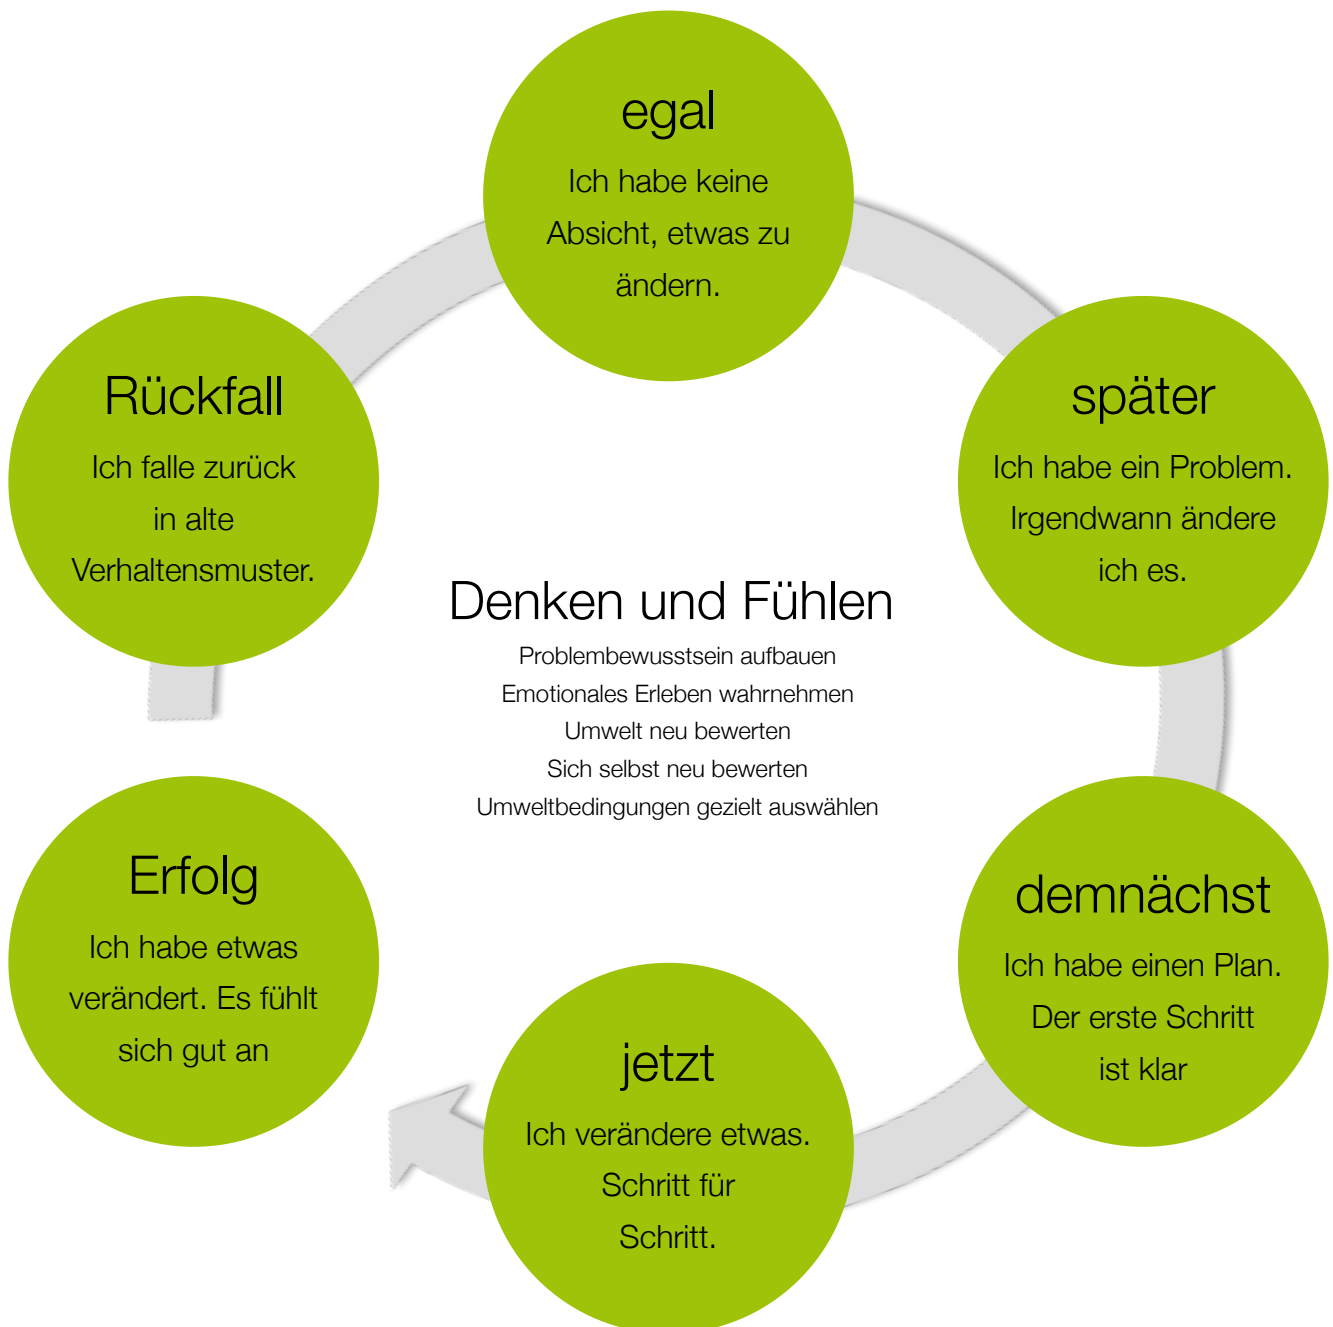 egal
Ich habe keine
Absicht, etwas zu
ändern.
später
Ich habe ein Problem.
Irgendwann ändere
ich es.
demnächst
Ich habe einen Plan.
Der erste Schritt
ist klar
jetzt
Ich verändere etwas.
Schritt für
Schritt.
Erfolg
Ich habe etwas
verändert. Es fühlt
sich gut an
Rückfall
Ich falle zurück
in alte
Verhaltensmuster.
Denken und Fühlen
Problembewusstsein aufbauen
Emotionales Erleben wahrnehmen
Umwelt neu bewerten
Sich selbst neu bewerten
Umweltbedingungen gezielt auswählen